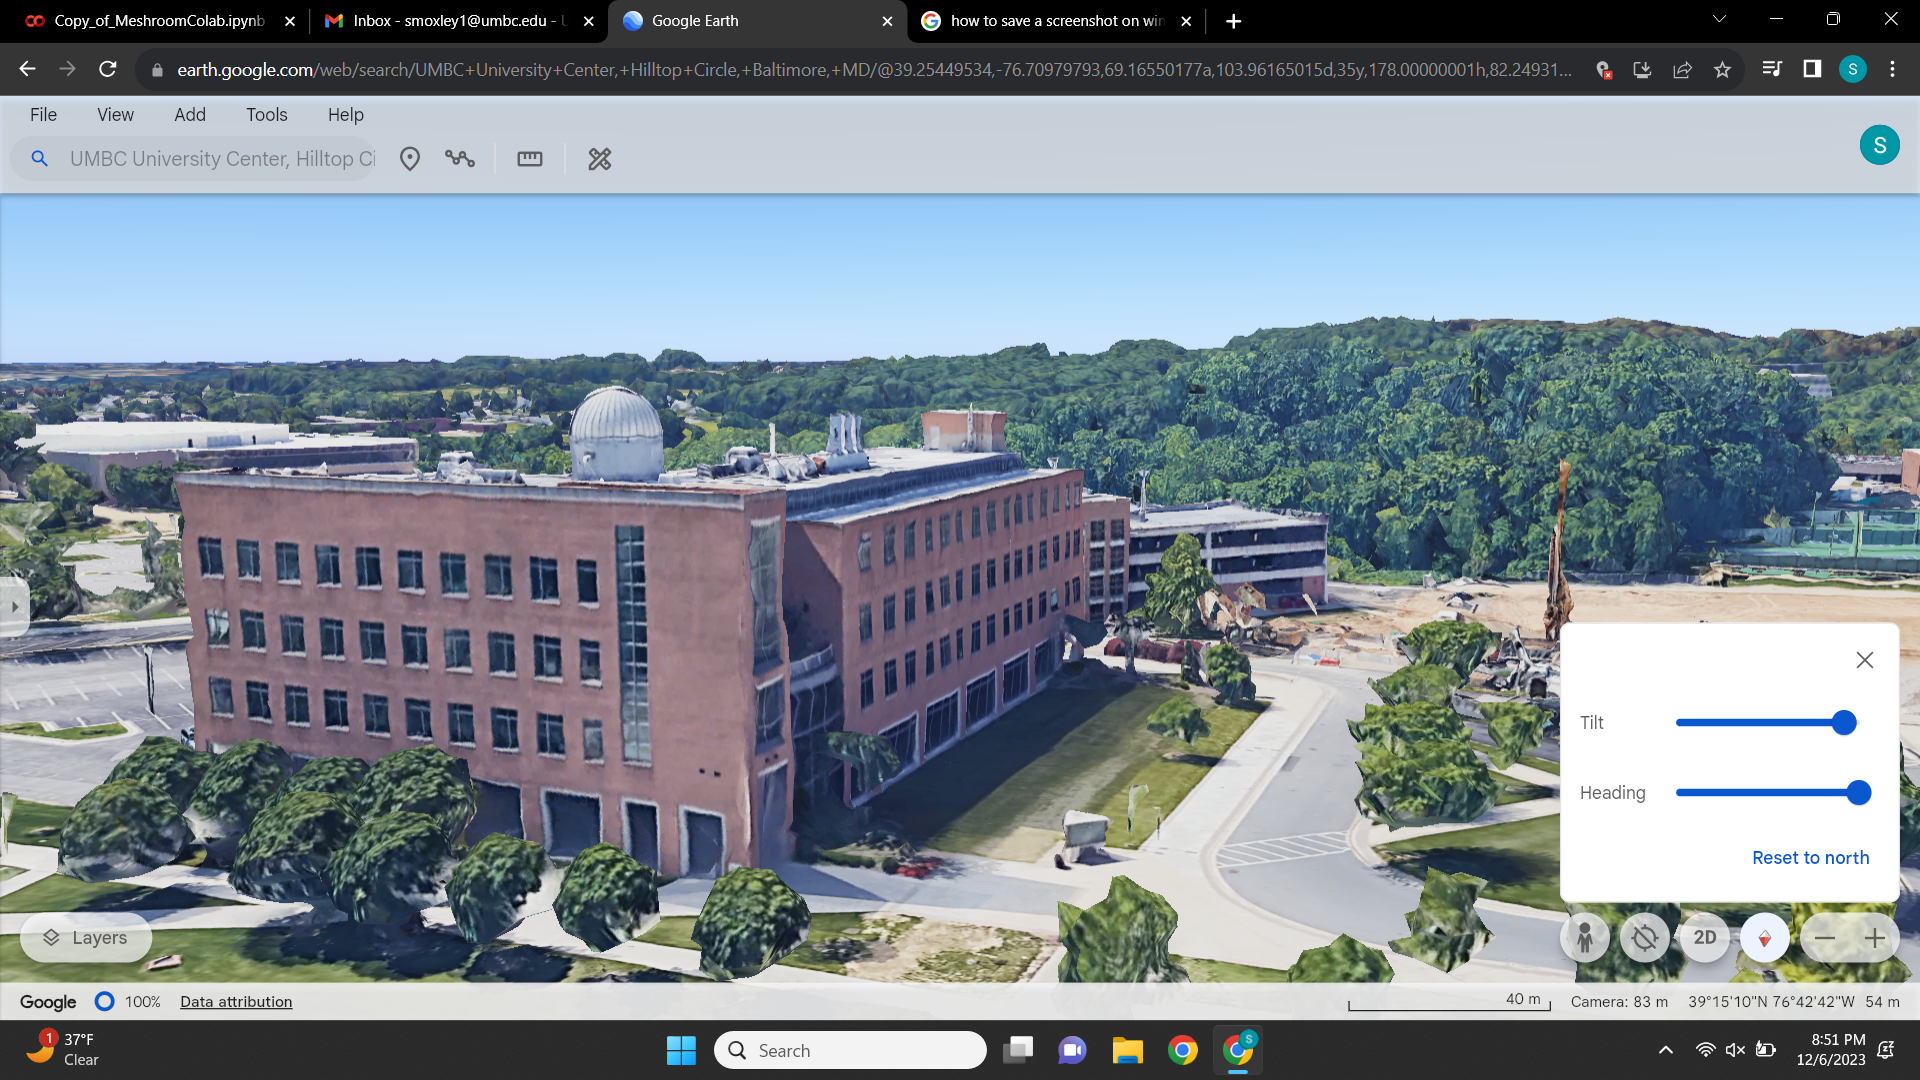 Copy_of_MeshroomColab.ipynb
Inbox - smoxley1@umbc.edu - U
Google Earth
how to save a screenshot on win
earth.google.com/web/search/UMBC+University+Center,+Hilltop+Circle,+Baltimore,+MD/@39.25449534,-76.70979793,69.16550177a,103.96165015d,35y,178.00000001h,82.24931...
S
File View Add Tools Help
UMBC University Center, Hilltop Ci
S
Tilt
Heading
Reset to north
Layers
2D
Google 100% Data attribution
40 m Camera: 83 m 39°15'10"N 76°42'42"W 54 m
1
37°F
Clear
Search
S
8:51 PM
12/6/2023